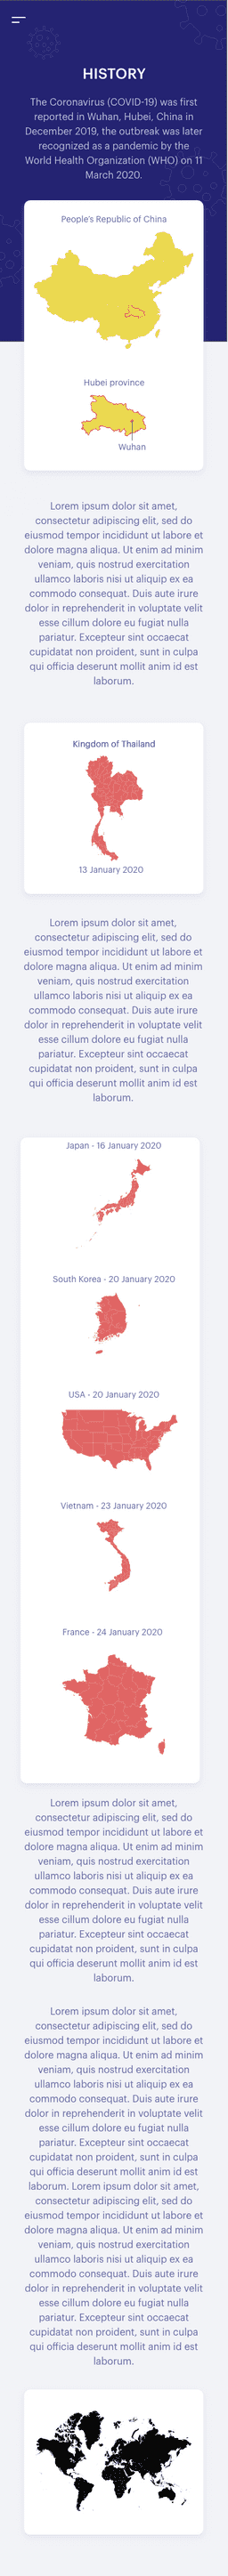 HISTORY
The Coronavirus (COVID-19) was first
reported in Wuhan, Hubei, China in
December 2019, the outbreak was later
recognized as a pandemic by the
World Health Organization (WHO) on 11
March 2020.
People's Republic of China
Hubei province
Wuhan
Lorem ipsum dolor sit amet,
consectetur adipiscing elit, sed do
eiusmod tempor incididunt ut labore et
dolore magna aliqua. Ut enim ad minim
veniam, quis nostrud exercitation
ullamco laboris nisi ut aliquip ex ea
commodo consequat. Duis aute irure
dolor in reprehenderit in voluptate velit
esse cillum dolore eu fugiat nulla
pariatur. Excepteur sint occaecat
cupidatat non proident, sunt in culpa
qui officia deserunt mollit anim id est
laborum.
Kingdom of Thailand
13 January 2020
Lorem ipsum dolor sit amet,
consectetur adipiscing elit, sed do
eiusmod tempor incididunt ut labore et
dolore magna aliqua. Ut enim ad minim
veniam, quis nostrud exercitation
ullamco laboris nisi ut aliquip ex ea
commodo consequat. Duis aute irure
dolor in reprehenderit in voluptate velit
esse cillum dolore eu fugiat nulla
pariatur. Excepteur sint occaecat
cupidatat non proident, sunt in culpa
qui officia deserunt mollit anim id est
laborum.
Japan - 16 January 2020
South Korea - 20 January 2020
USA - 20 January 2020
Vietnam - 23 January 2020
France - 24 January 2020
Lorem ipsum dolor sit amet,
consectetur adipiscing elit, sed do
eiusmod tempor incididunt ut labore et
dolore magna aliqua. Ut enim ad minim
veniam, quis nostrud exercitation
ullamco laboris nisi ut aliquip ex ea
commodo consequat. Duis aute irure
dolor in reprehenderit in voluptate velit
esse cillum dolore eu fugiat nulla
pariatur. Excepteur sint occaecat
cupidatat non proident, sunt in culpa
qui officia deserunt mollit anim id est
laborum.
Lorem ipsum dolor sit amet,
consectetur adipiscing elit, sed do
eiusmod tempor incididunt ut labore et
dolore magna aliqua. Ut enim ad minim
veniam, quis nostrud exercitation
ullamco laboris nisi ut aliquip ex ea
commodo consequat. Duis aute irure
dolor in reprehenderit in voluptate velit
esse cillum dolore eu fugiat nulla
pariatur. Excepteur sint occaecat
cupidatat non proident, sunt in culpa
qui officia deserunt mollit anim id est
laborum. Lorem ipsum dolor sit amet,
consectetur adipiscing elit, sed do
eiusmod tempor incididunt ut labore et
dolore magna aliqua. Ut enim ad minim
veniam, quis nostrud exercitation
ullamco laboris nisi ut aliquip ex ea
commodo consequat. Duis aute irure
dolor in reprehenderit in voluptate velit
esse cillum dolore eu fugiat nulla
pariatur. Excepteur sint occaecat
cupidatat non proident, sunt in culpa
qui officia deserunt mollit anim id est
laborum.